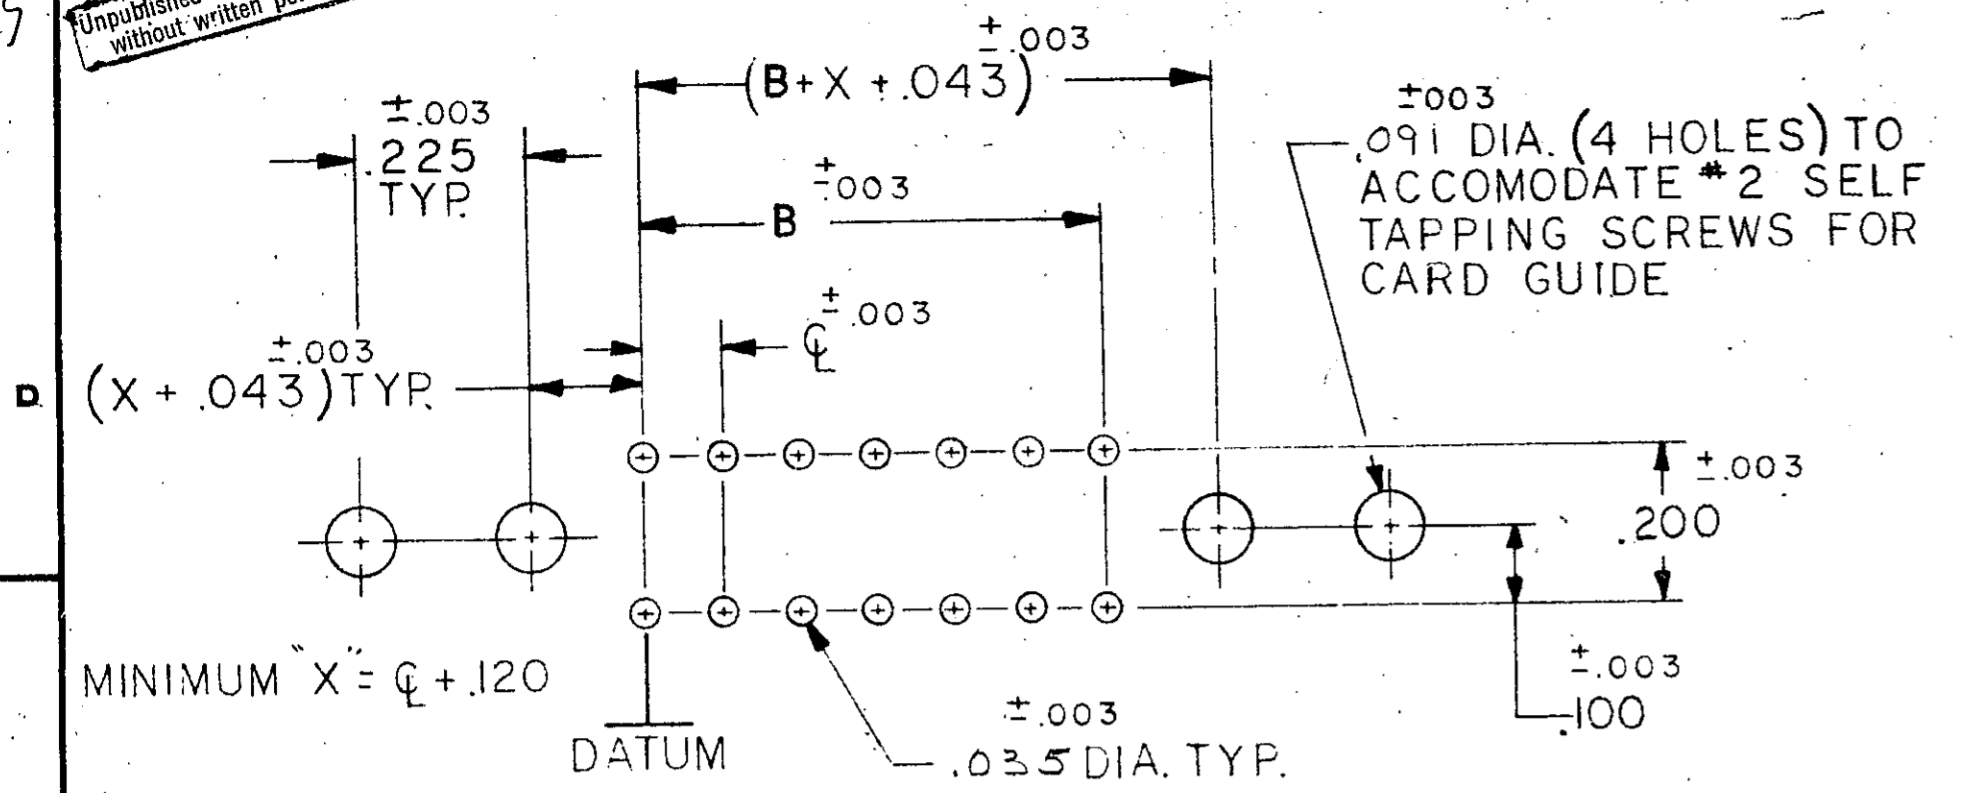 Unpublished
without written
±.003
(B+X +.043)
±.003
.225
TYP.
±.003
B
±003
.091 DIA. (4 HOLES) TO
ACCOMODATE #2 SELF
TAPPING SCREWS FOR
CARD GUIDE
±.003
℄
±.003
(X + .043) TYP.
D
±.003
.200
MINIMUM "X" = ℄ + .120
±.003
.100
DATUM
±.003
.035 DIA. TYP.